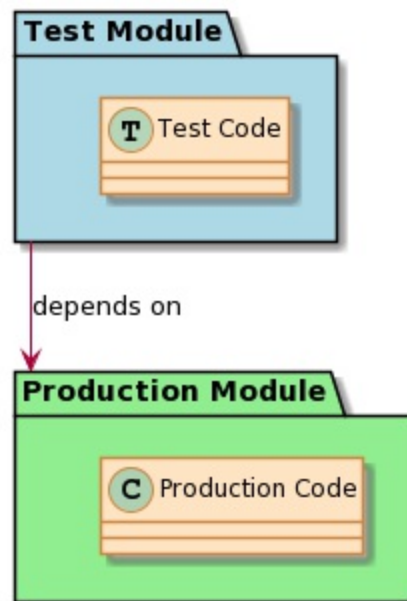 Test Module
T Test Code
depends on
Production Module
C Production Code